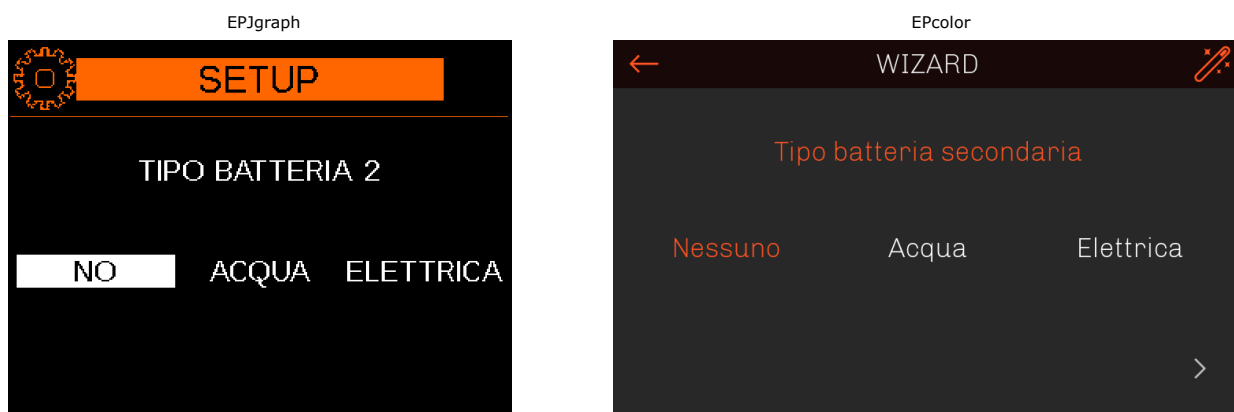 EPJgraph
SETUP
TIPO BATTERIA 2
NO ACQUA ELETTRICA
EPcolor
WIZARD
Tipo batteria secondaria
Nessuno Acqua Elettrica